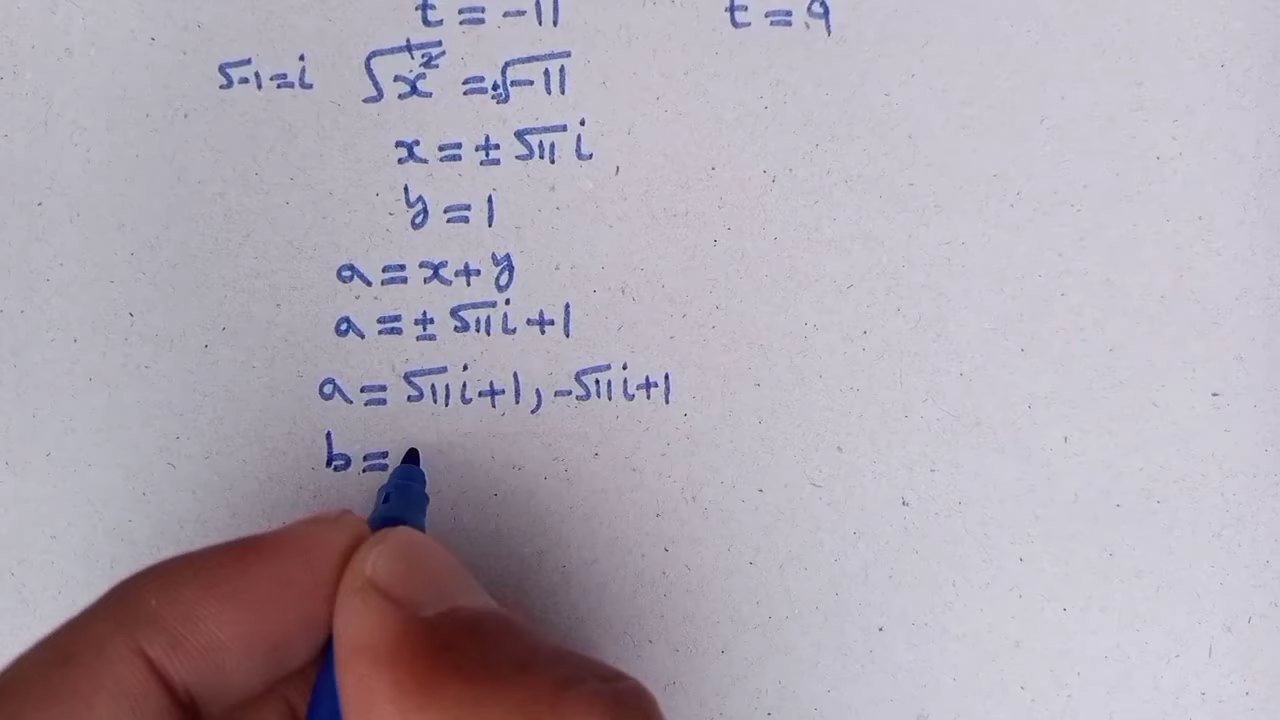 t = -11 t = 9
√-1 = i √x² = ±√-11
x = ± √11 i
y = 1
a = x + y
a = ± √11 i + 1
a = √11 i + 1, -√11 i + 1
b =